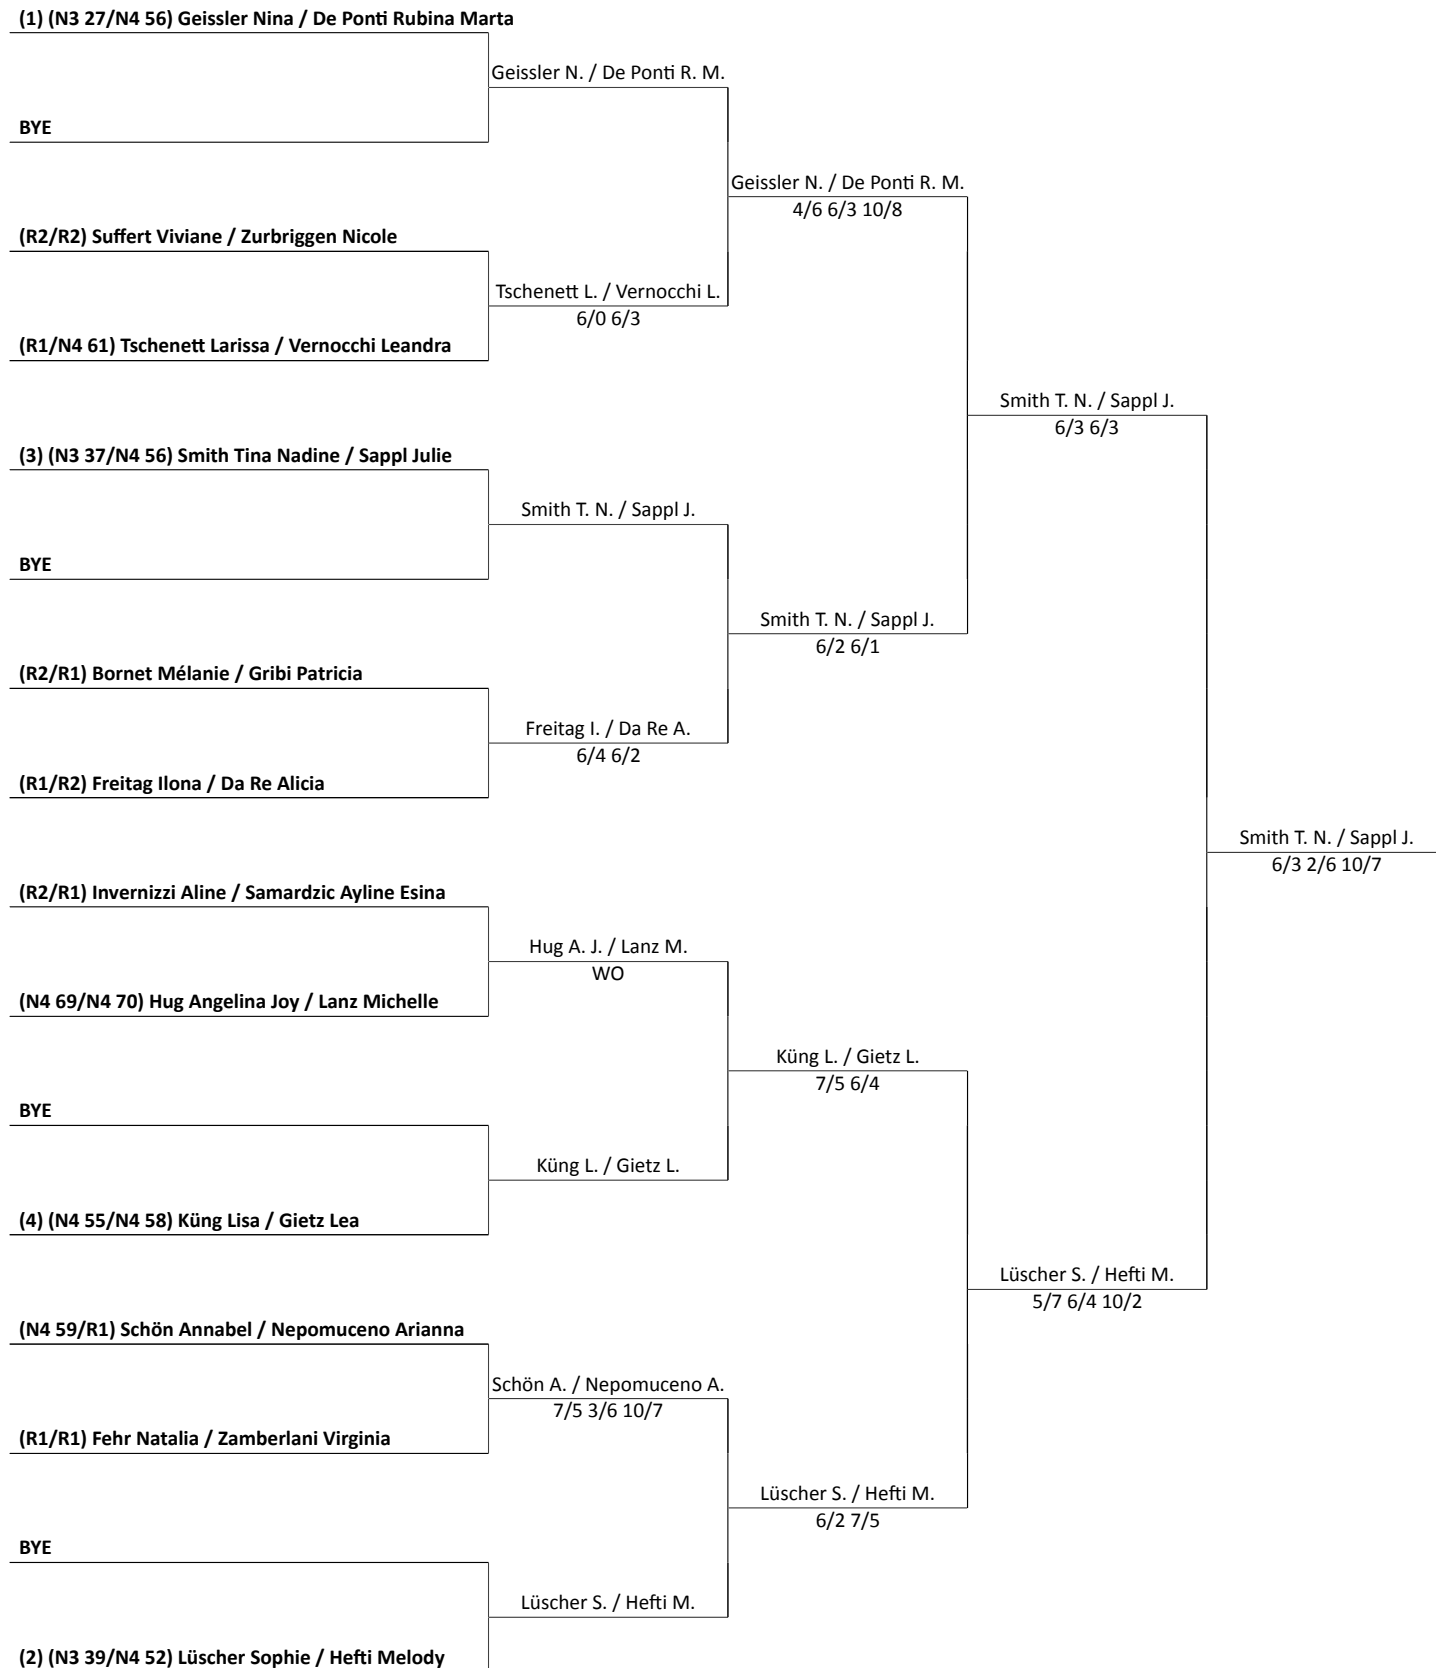 (1) (N3 27/N4 56) Geissler Nina / De Ponti Rubina Marta
Geissler N. / De Ponti R. M.
BYE
Geissler N. / De Ponti R. M.
4/6 6/3 10/8
(R2/R2) Suffert Viviane / Zurbriggen Nicole
Tschenett L. / Vernocchi L.
6/0 6/3
(R1/N4 61) Tschenett Larissa / Vernocchi Leandra
Smith T. N. / Sappl J.
6/3 6/3
(3) (N3 37/N4 56) Smith Tina Nadine / Sappl Julie
Smith T. N. / Sappl J.
BYE
Smith T. N. / Sappl J.
6/2 6/1
(R2/R1) Bornet Mélanie / Gribi Patricia
Freitag I. / Da Re A.
6/4 6/2
(R1/R2) Freitag Ilona / Da Re Alicia
Smith T. N. / Sappl J.
6/3 2/6 10/7
(R2/R1) Invernizzi Aline / Samardzic Ayline Esina
Hug A. J. / Lanz M.
WO
(N4 69/N4 70) Hug Angelina Joy / Lanz Michelle
Küng L. / Gietz L.
7/5 6/4
BYE
Küng L. / Gietz L.
(4) (N4 55/N4 58) Küng Lisa / Gietz Lea
Lüscher S. / Hefti M.
5/7 6/4 10/2
(N4 59/R1) Schön Annabel / Nepomuceno Arianna
Schön A. / Nepomuceno A.
7/5 3/6 10/7
(R1/R1) Fehr Natalia / Zamberlani Virginia
Lüscher S. / Hefti M.
6/2 7/5
BYE
Lüscher S. / Hefti M.
(2) (N3 39/N4 52) Lüscher Sophie / Hefti Melody